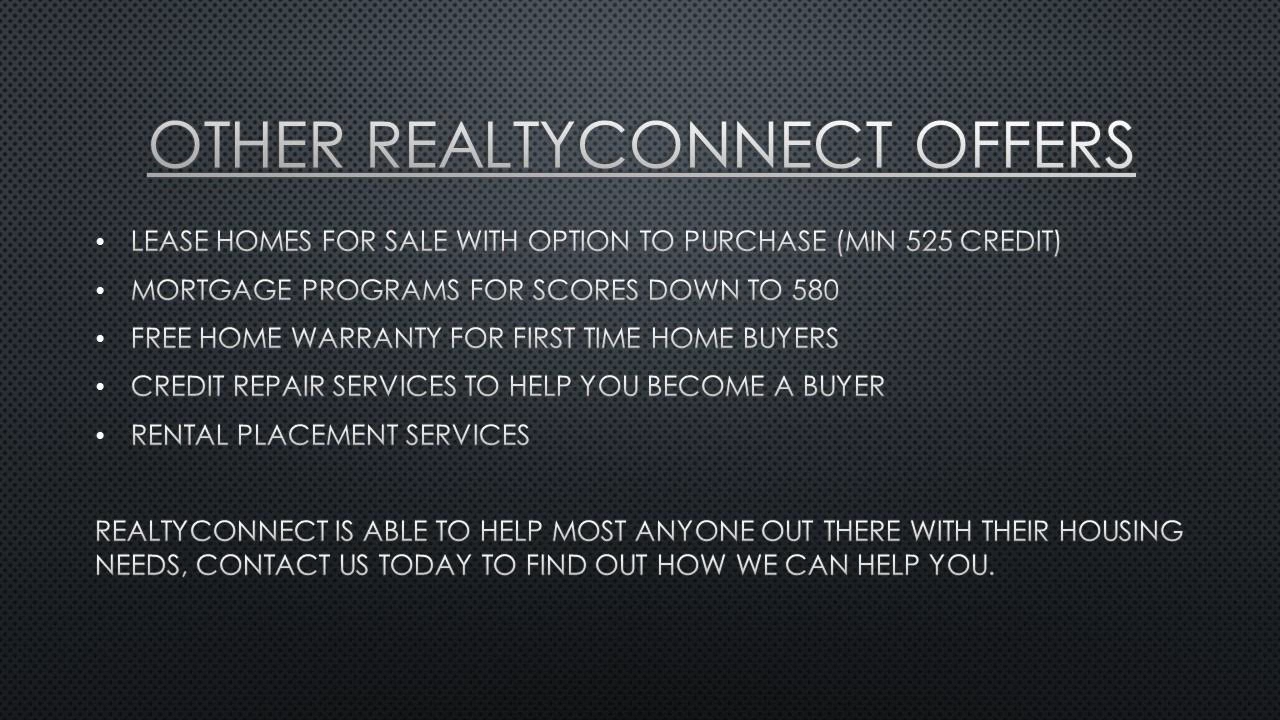 OTHER REALTYCONNECT OFFERS
• LEASE HOMES FOR SALE WITH OPTION TO PURCHASE (MIN 525 CREDIT)
• MORTGAGE PROGRAMS FOR SCORES DOWN TO 580
• FREE HOME WARRANTY FOR FIRST TIME HOME BUYERS
• CREDIT REPAIR SERVICES TO HELP YOU BECOME A BUYER
• RENTAL PLACEMENT SERVICES
REALTYCONNECT IS ABLE TO HELP MOST ANYONE OUT THERE WITH THEIR HOUSING
NEEDS, CONTACT US TODAY TO FIND OUT HOW WE CAN HELP YOU.